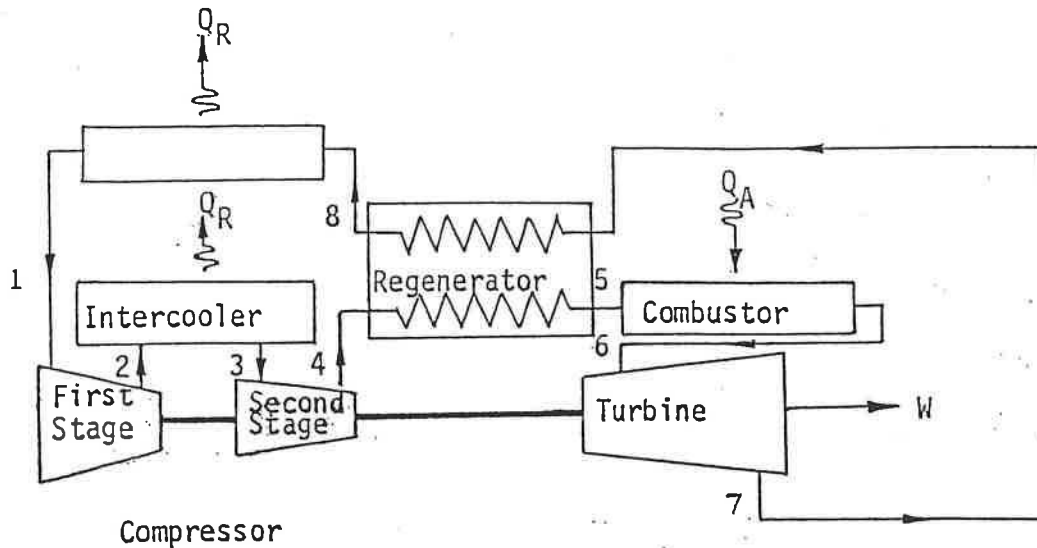 Q_R
Q_R
8
Q_A
1
Regenerator
5
Intercooler
Combustor
2
3
4
6
First
Stage
Second
Stage
Turbine
W
7
Compressor